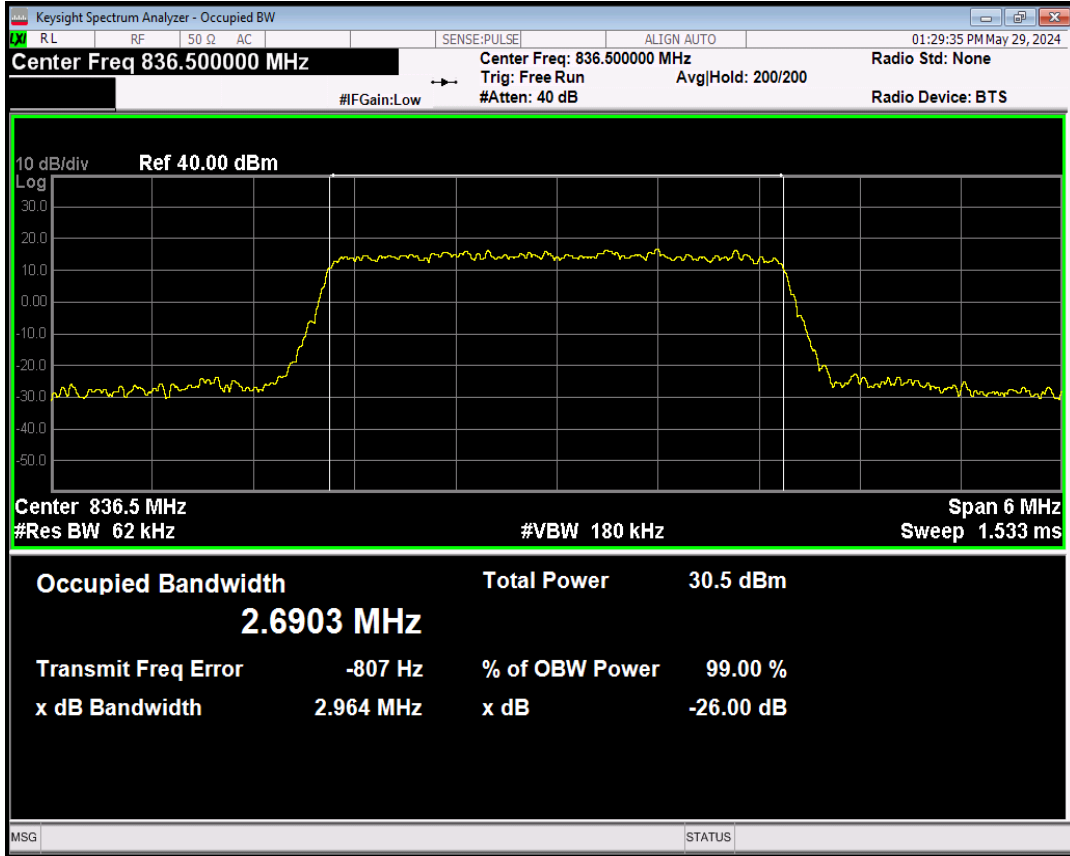 Keysight Spectrum Analyzer - Occupied BW
LXI RL RF 50 Ω AC SENSE:PULSE ALIGN AUTO 01:29:35 PM May 29, 2024
Center Freq 836.500000 MHz Center Freq: 836.500000 MHz Radio Std: None
Trig: Free Run Avg|Hold: 200/200
#IFGain:Low #Atten: 40 dB Radio Device: BTS
10 dB/div Ref 40.00 dBm
Log
30.0
20.0
10.0
0.00
-10.0
-20.0
-30.0
-40.0
-50.0
Center 836.5 MHz Span 6 MHz
#Res BW 62 kHz #VBW 180 kHz Sweep 1.533 ms
Occupied Bandwidth Total Power 30.5 dBm
2.6903 MHz
Transmit Freq Error -807 Hz % of OBW Power 99.00 %
x dB Bandwidth 2.964 MHz x dB -26.00 dB
MSG STATUS